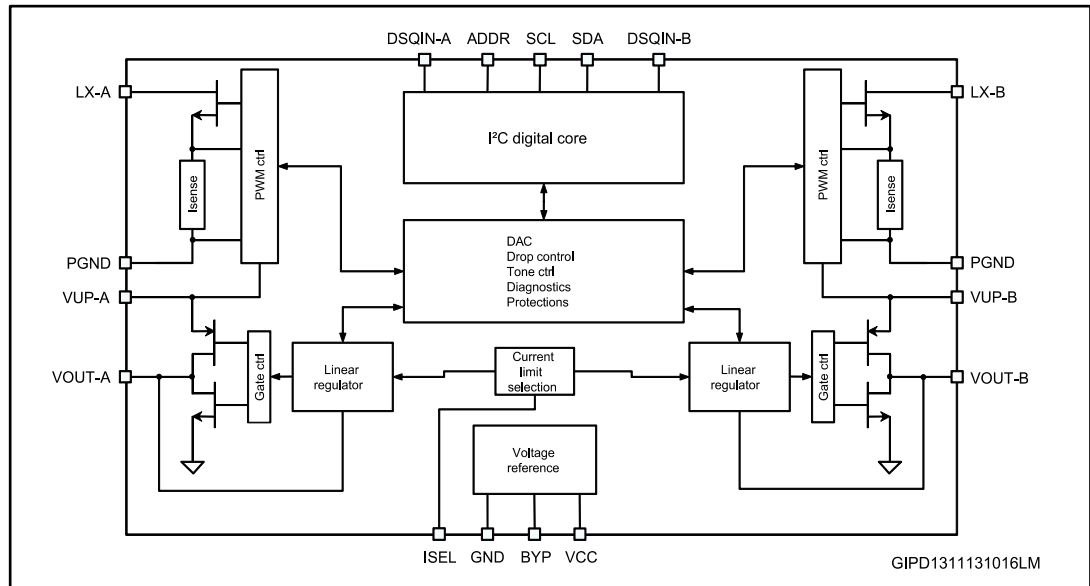 DSQIN-A ADDR SCL SDA DSQIN-B
LX-A
LX-B
I²C digital core
PWM ctrl
PWM ctrl
Isense
Isense
DAC
Drop control
Tone ctrl
Diagnostics
Protections
PGND
PGND
VUP-A
VUP-B
Gate ctrl
Linear
regulator
Current
limit
selection
Linear
regulator
Gate ctrl
VOUT-A
VOUT-B
Voltage
reference
ISEL GND BYP VCC
GIPD1311131016LM